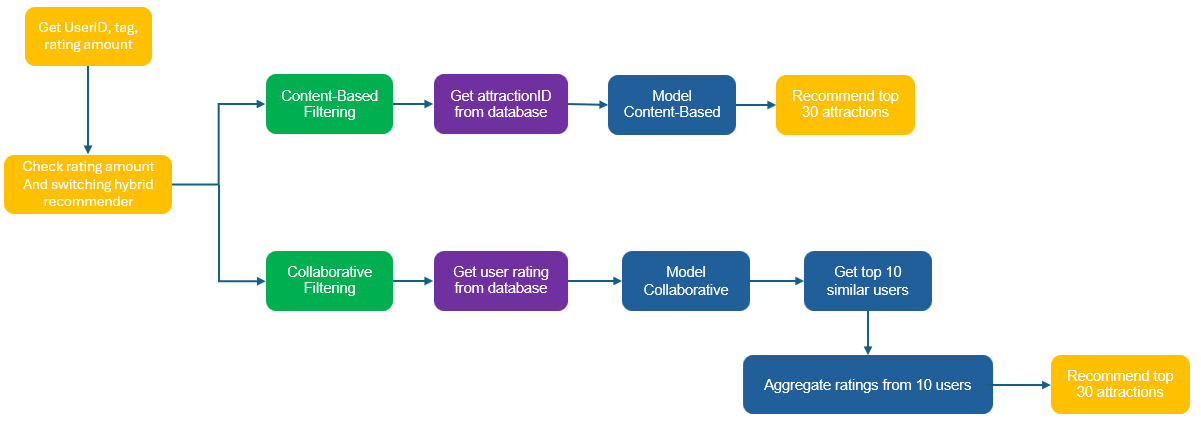 Get UserID, tag,
rating amount
Check rating amount
And switching hybrid
recommender
Content-Based
Filtering
Get attractionID
from database
Model
Content-Based
Recommend top
30 attractions
Collaborative
Filtering
Get user rating
from database
Model
Collaborative
Get top 10
similar users
Aggregate ratings from 10 users
Recommend top
30 attractions